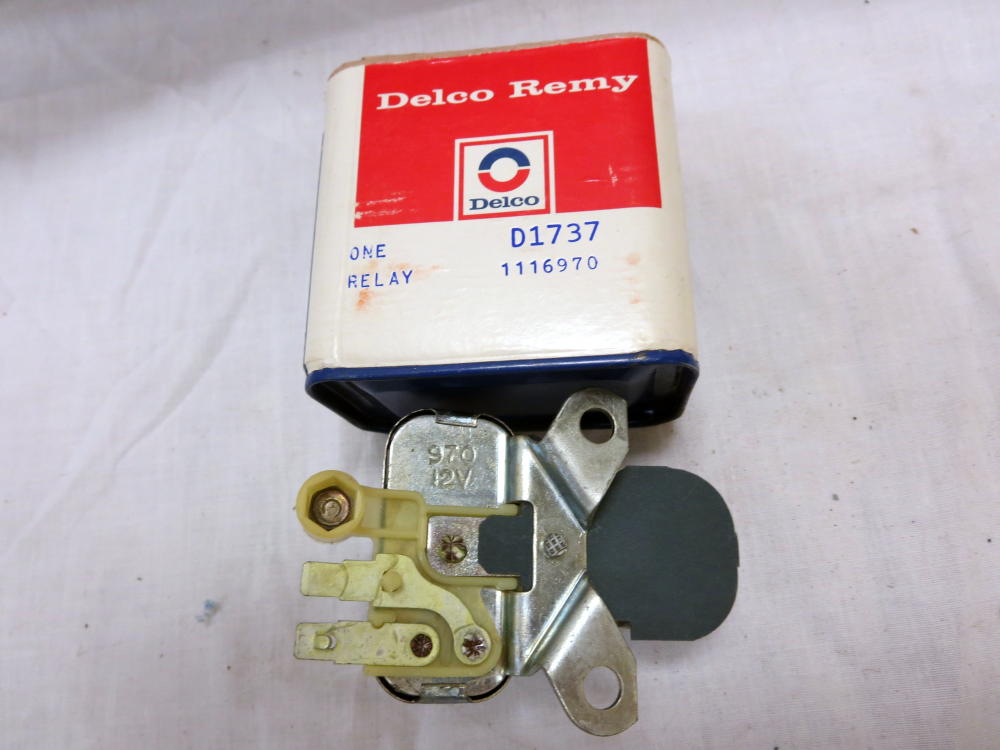 Delco Remy
Delco
ONE D1737
RELAY 1116970
970
12V